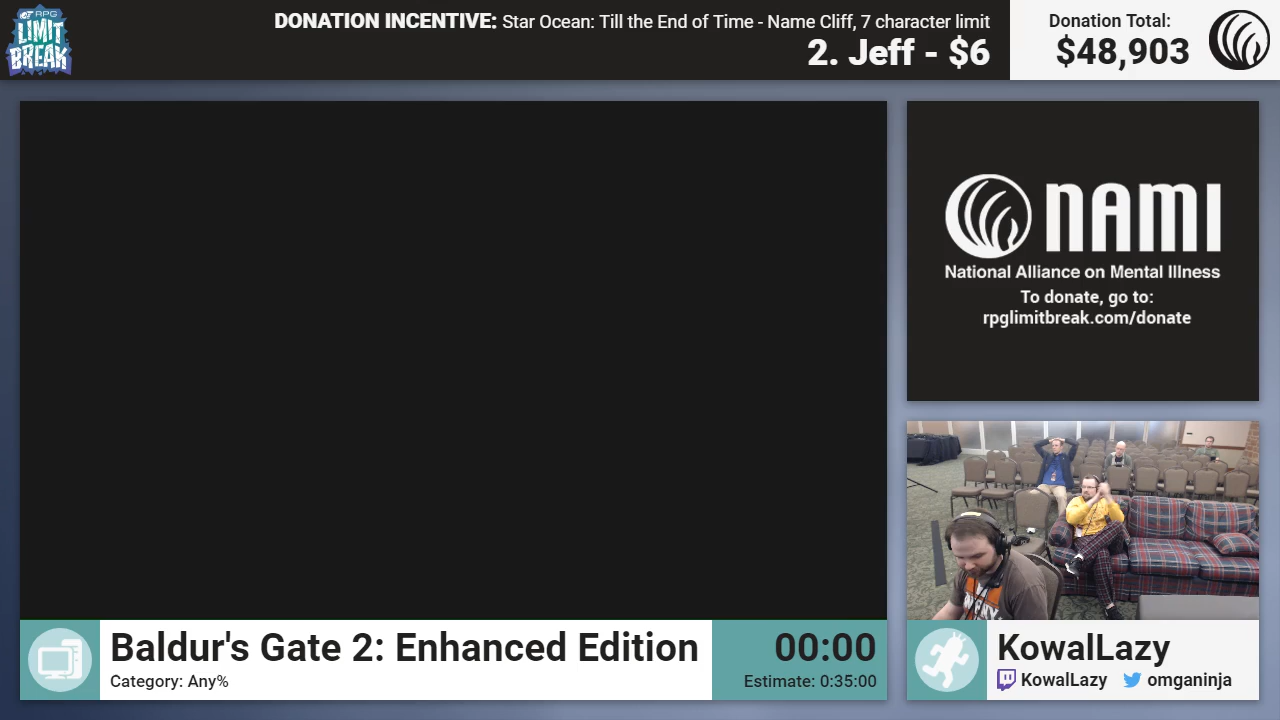 RPG
LIMIT
BREAK
DONATION INCENTIVE: Star Ocean: Till the End of Time - Name Cliff, 7 character limit
2. Jeff - $6
Donation Total:
$48,903
NAMI
National Alliance on Mental Illness
To donate, go to:
rpglimitbreak.com/donate
Baldur's Gate 2: Enhanced Edition
Category: Any%
00:00
Estimate: 0:35:00
KowalLazy
KowalLazy omganinja